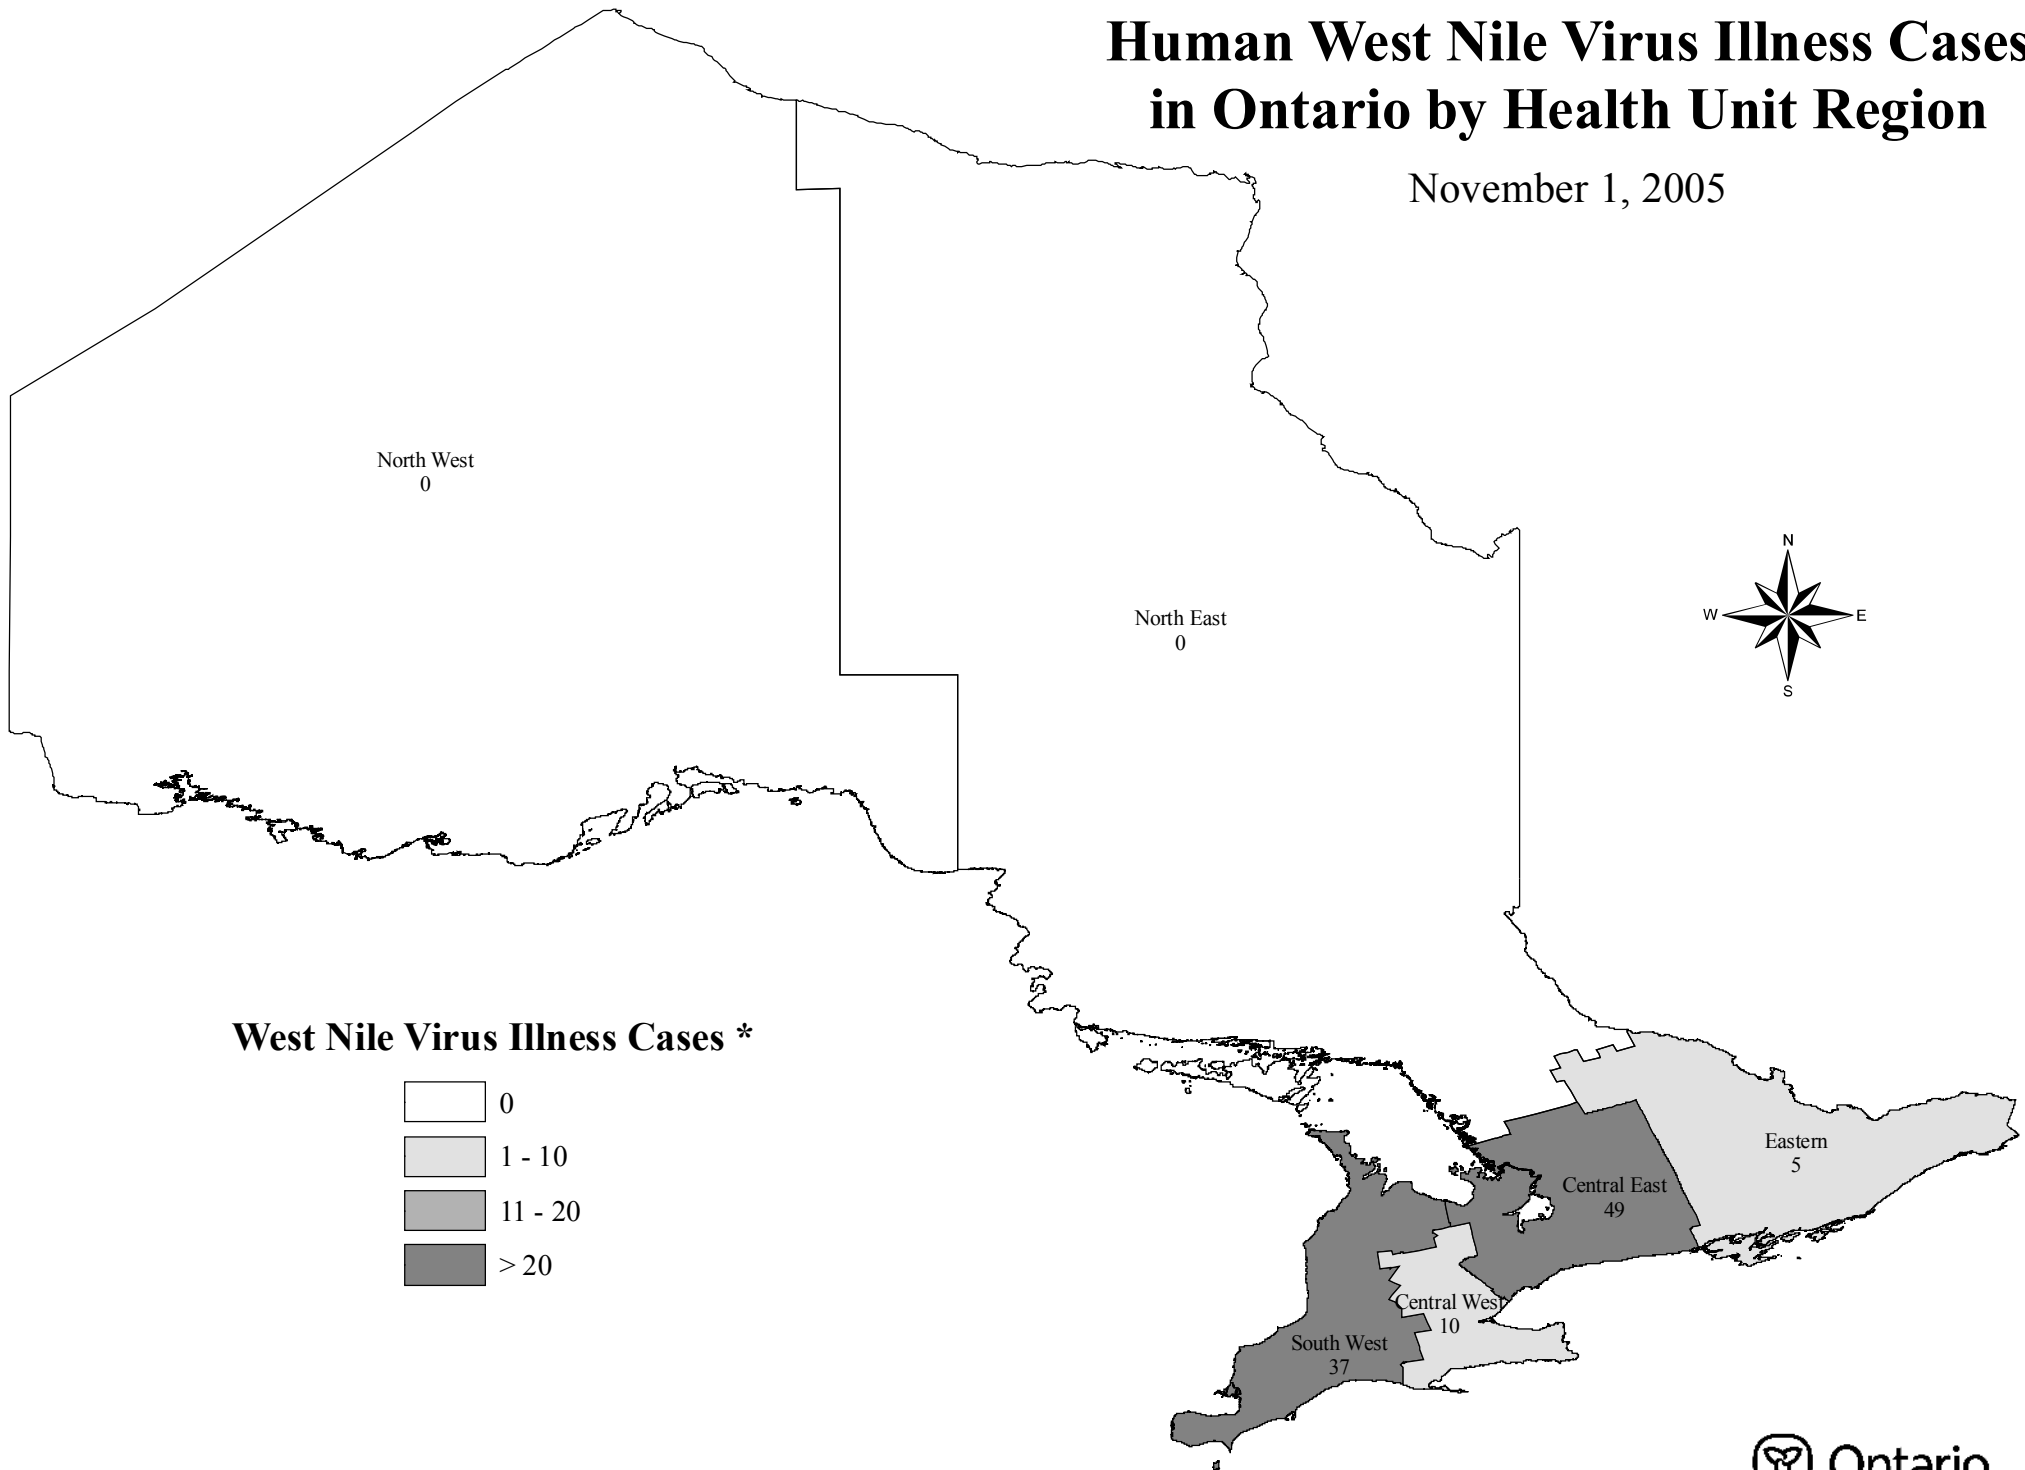 Human West Nile Virus Illness Cases
in Ontario by Health Unit Region
November 1, 2005
North West
0
North East
0
N
W
E
S
West Nile Virus Illness Cases *
0
1 - 10
11 - 20
> 20
Eastern
5
Central East
49
Central West
10
South West
37
Ontario